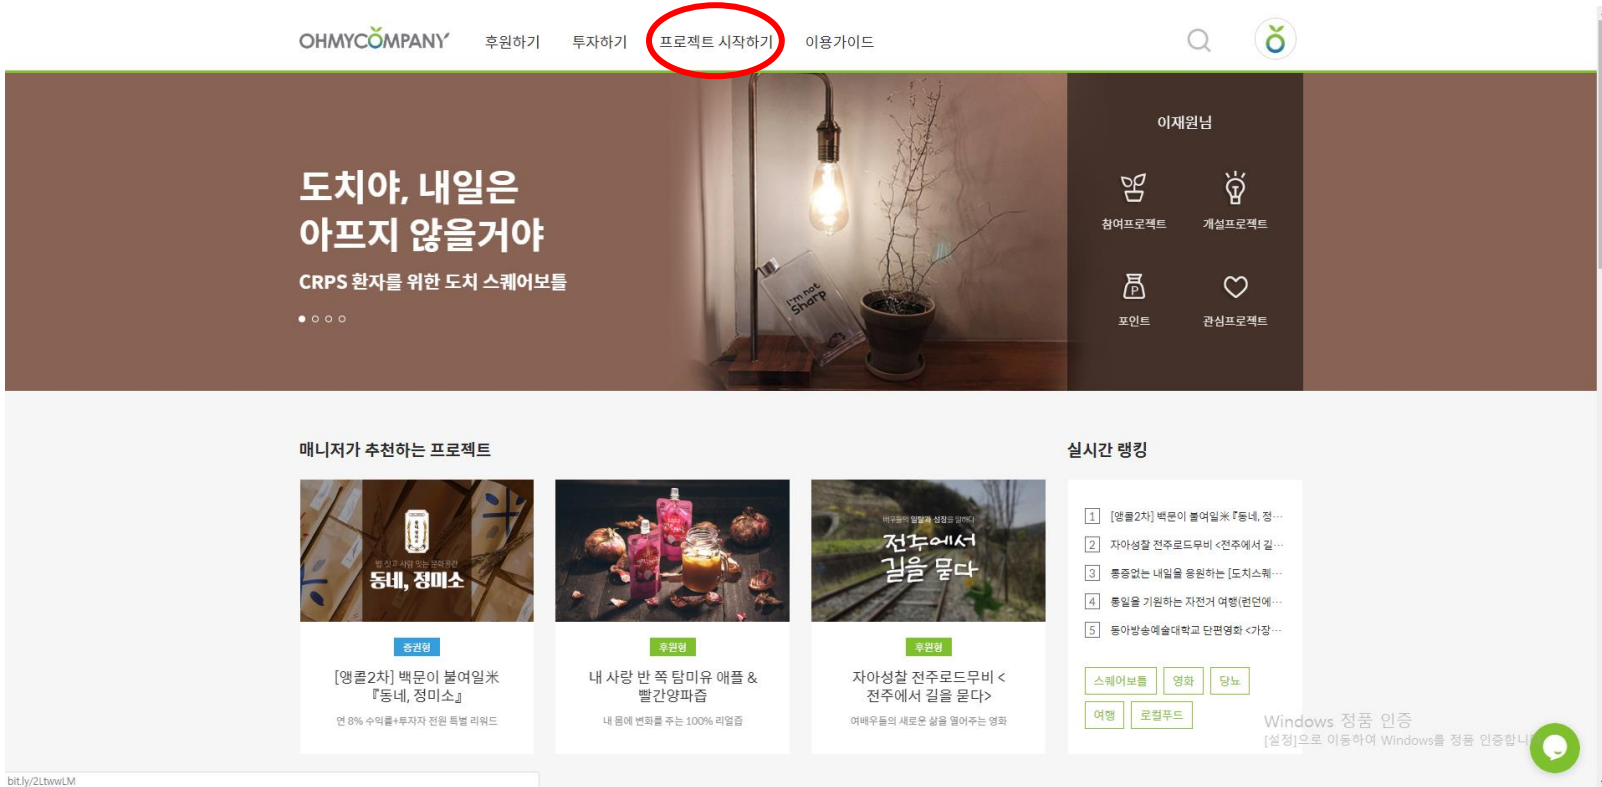 OHMYCOMPANY
후원하기 투자하기 프로젝트 시작하기 이용가이드
이재원님
도치야, 내일은
아프지 않을거야
CRPS 환자를 위한 도치 스퀘어보틀
참여프로젝트 개설프로젝트
포인트 관심프로젝트
I'm not
sharp
매니저가 추천하는 프로젝트
실시간 랭킹
동네, 정미소
배우들의 일탈과 성장을 말하다
전주에서
길을 묻다
증권형
[앵콜2차] 백문이 불여일米
『동네, 정미소』
연 8% 수익률+투자자 전원 특별 리워드
후원형
내 사랑 반 쪽 탐미유 애플 &
빨간양파즙
내 몸에 변화를 주는 100% 리얼즙
후원형
자아성찰 전주로드무비 <
전주에서 길을 묻다>
여배우들의 새로운 삶을 열어주는 영화
1 [앵콜2차] 백문이 불여일米『동네, 정…
2 자아성찰 전주로드무비 <전주에서 길…
3 통증없는 내일을 응원하는 [도치스퀘…
4 통일을 기원하는 자전거 여행(런던에…
5 동아방송예술대학교 단편영화 <가장…
스퀘어보틀 영화 당뇨
여행 로컬푸드
Windows 정품 인증
[설정]으로 이동하여 Windows를 정품 인증합니
bit.ly/2LtwwLM